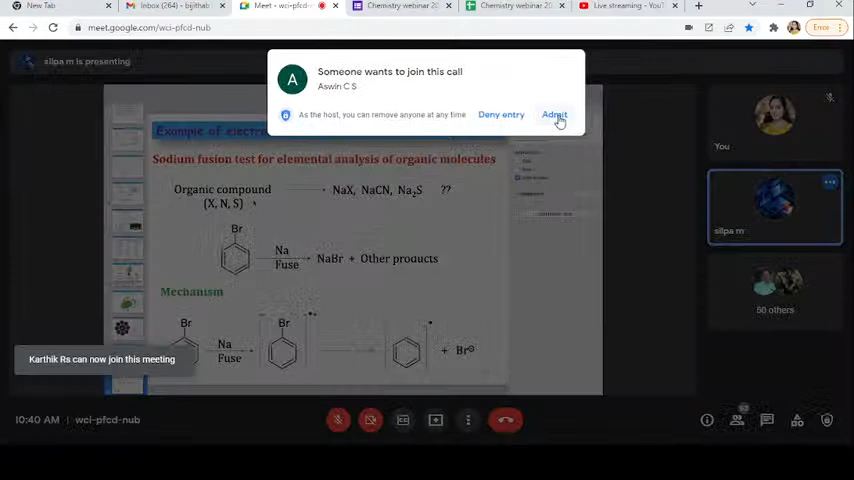 New Tab
Inbox (264) - bijithab
Meet - wci-pfcd-n
Chemistry webinar 20
Chemistry webinar 20
Live streaming - YouT
meet.google.com/wci-pfcd-nub
Error
silpa m is presenting
Someone wants to join this call
A
Aswin C S
As the host, you can remove anyone at any time
Deny entry
Admit
Example of electro
Sodium fusion test for elemental analysis of organic molecules
Organic compound NaX, NaCN, Na2S ??
(X, N, S)
Br
Na
Fuse
NaBr + Other products
Mechanism
Br
Na
Fuse
Br
+ Br⊖
You
silpa m
50 others
Karthik Rs can now join this meeting
10:40 AM | wci-pfcd-nub